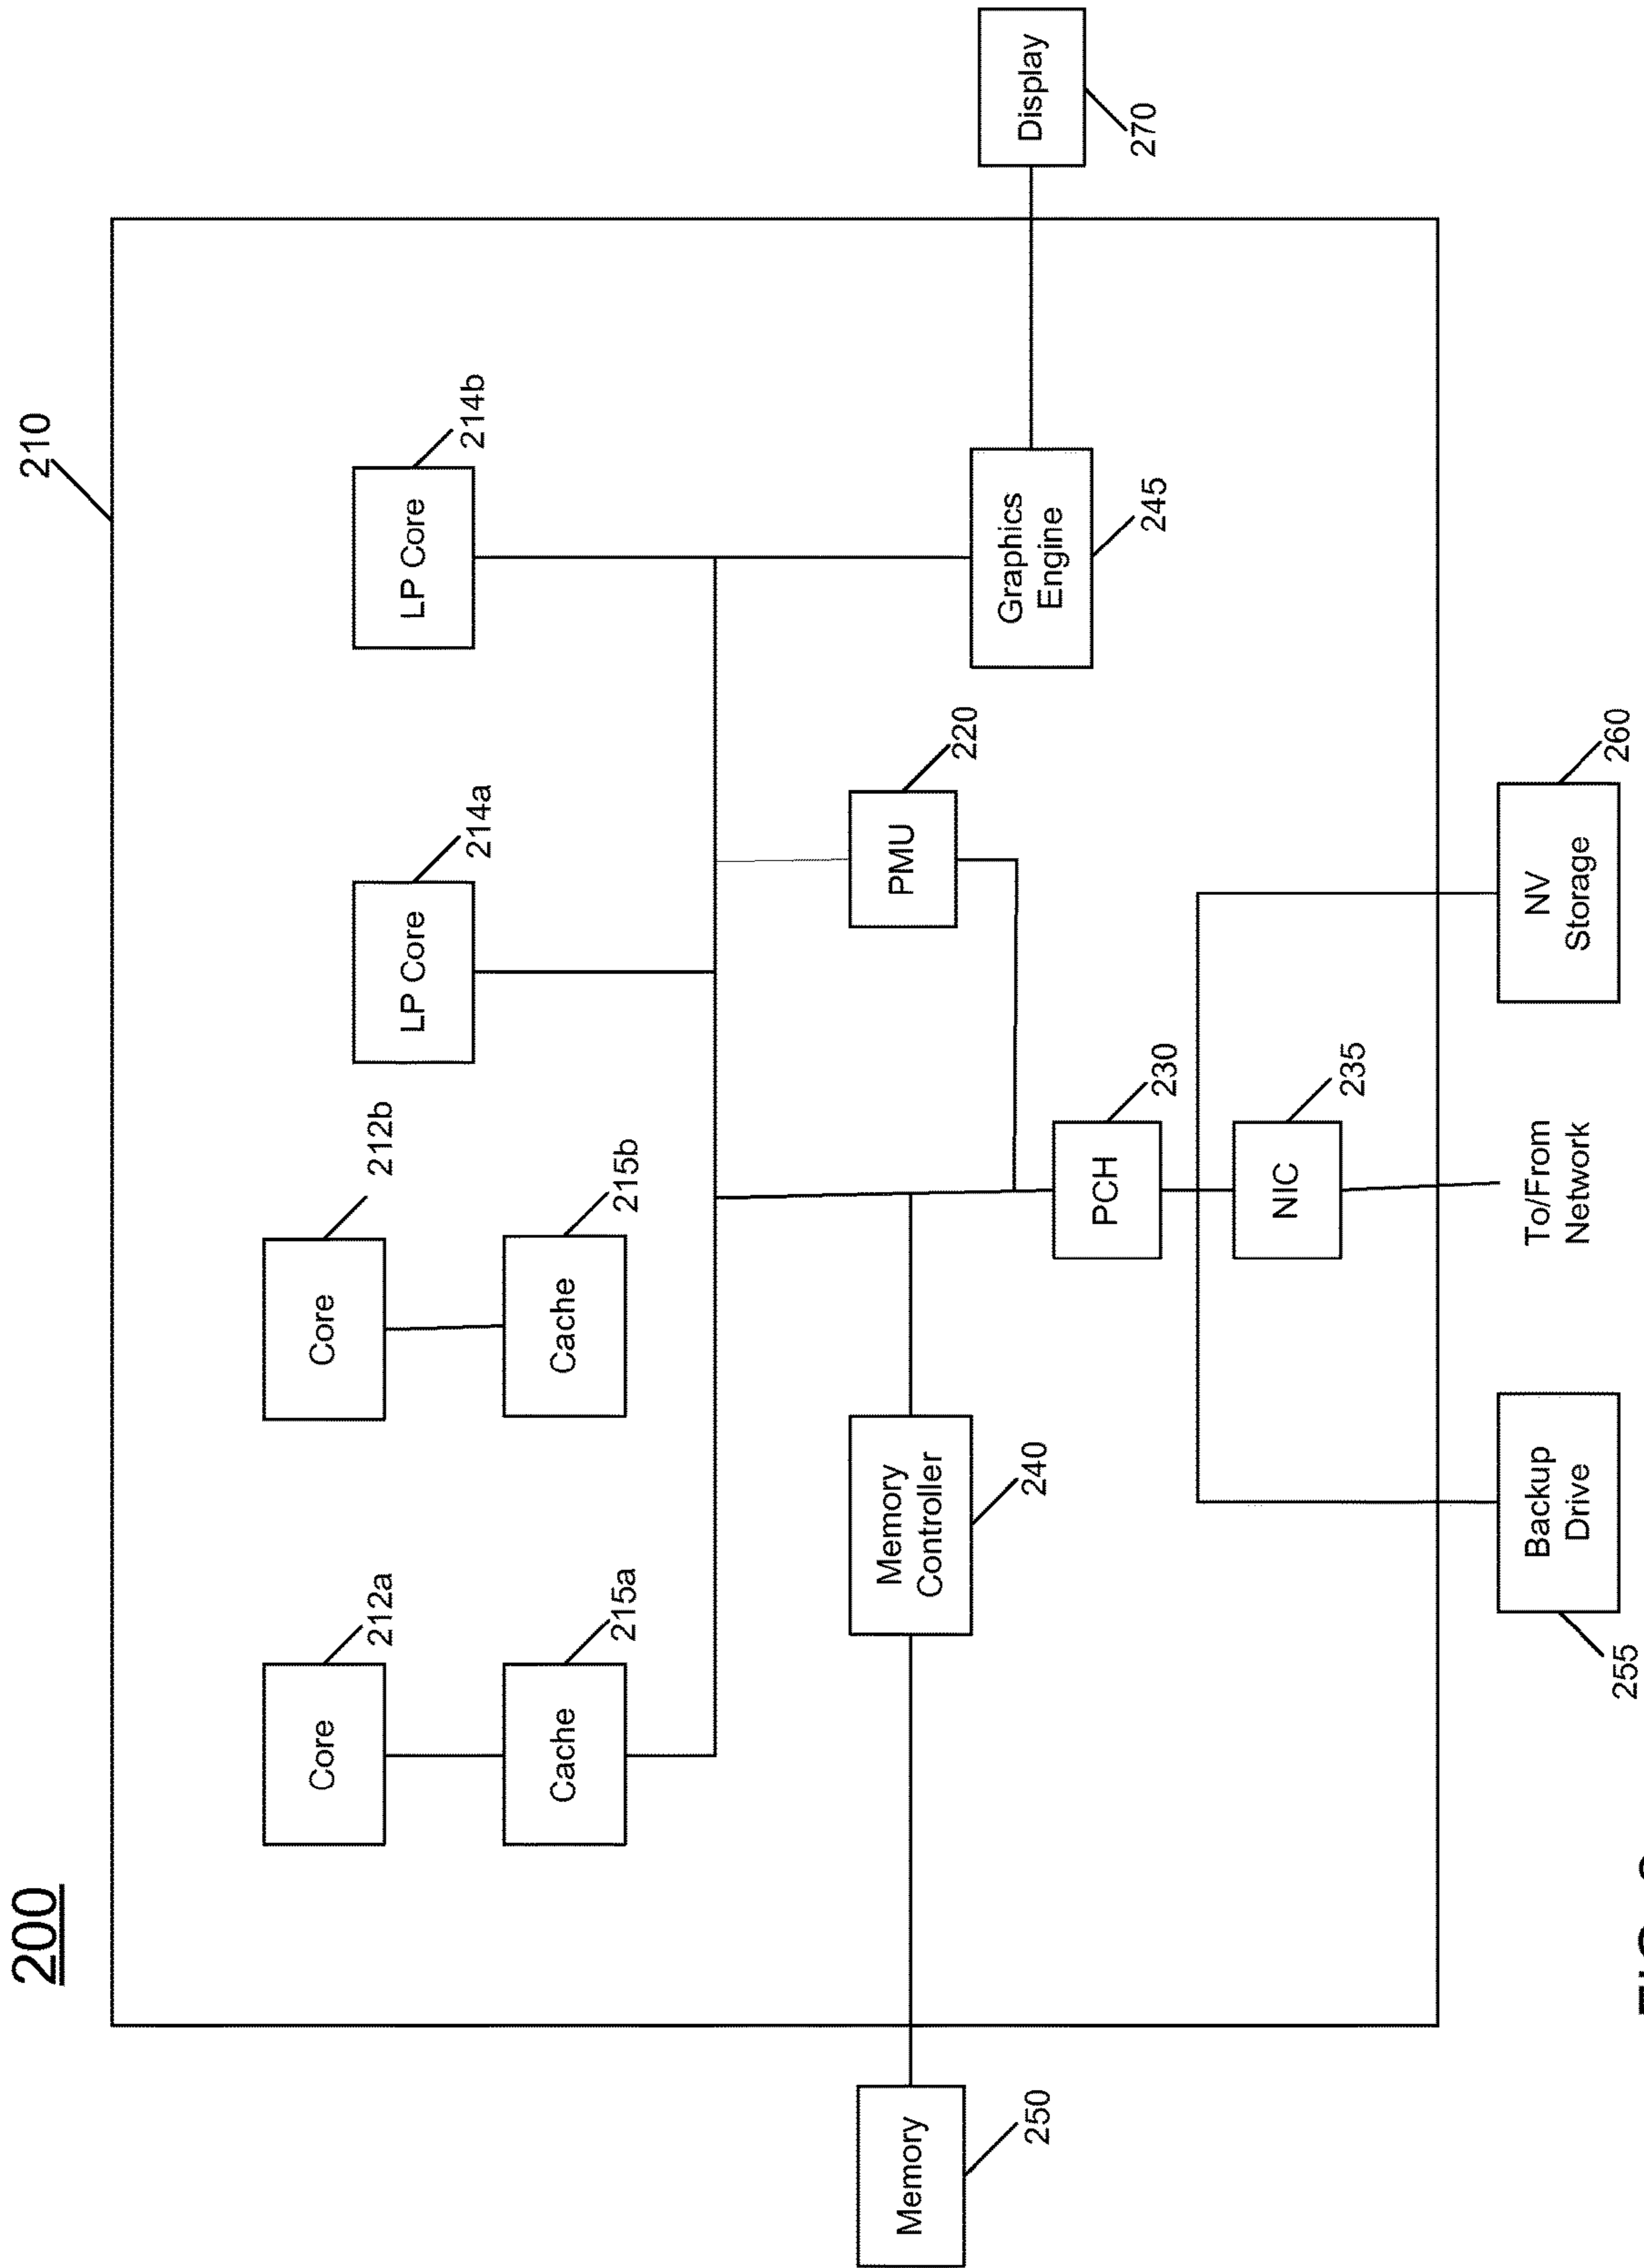 200
210
Core
212a
Core
212b
LP Core
214a
LP Core
214b
Cache
215a
Cache
215b
Memory
Controller
240
PMU
220
Graphics
Engine
245
Memory
250
Display
270
PCH
230
NIC
235
Backup
Drive
255
To/From
Network
NV
Storage
260